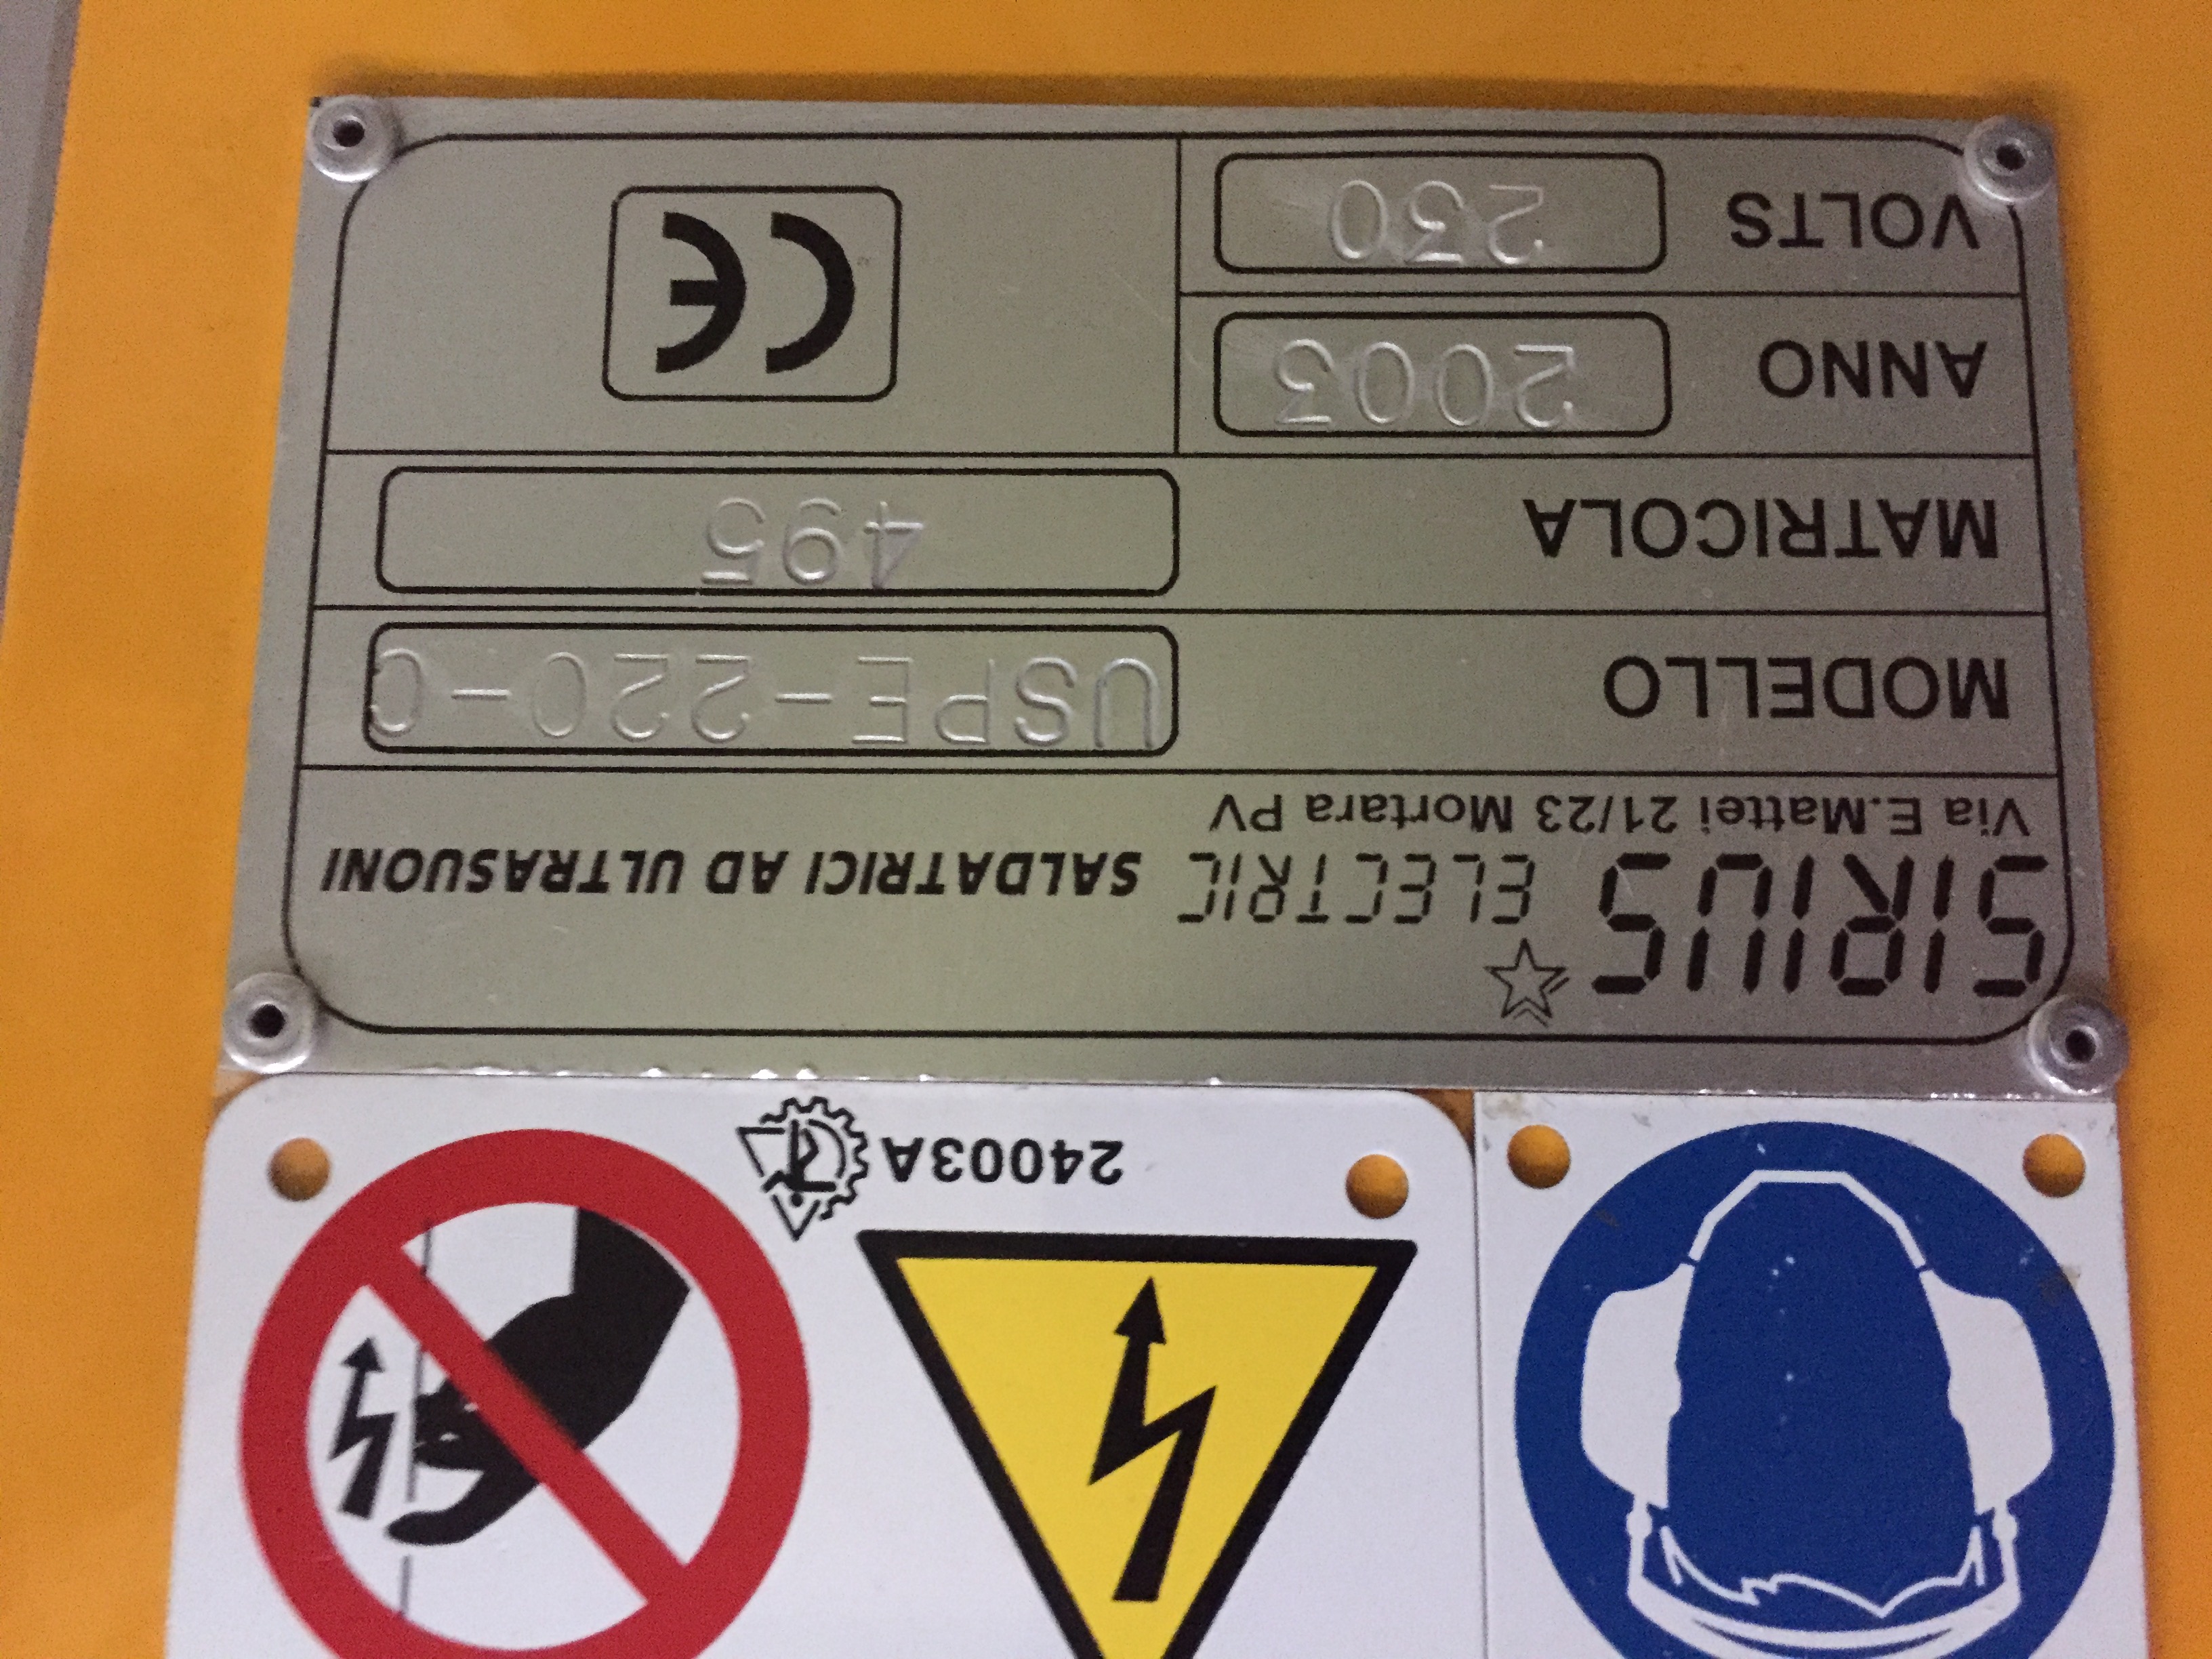 24003A
SIRIUS ELECTRIC SALDATRICI AD ULTRASUONI
Via E.Mattei 21/23 Mortara PV
MODELLO USPE-220-C
MATRICOLA 495
ANNO 2003
VOLTS 230
CE